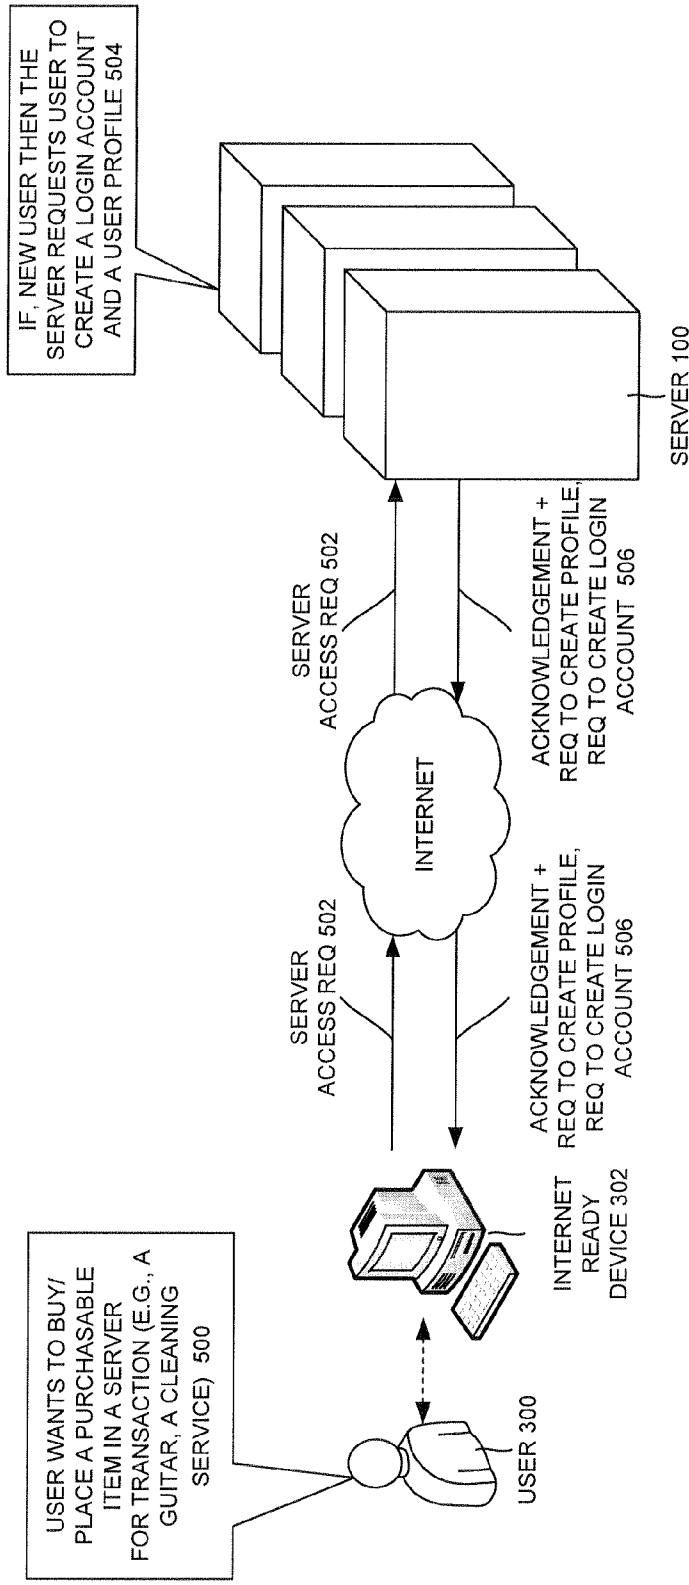 USER WANTS TO BUY/
PLACE A PURCHASABLE
ITEM IN A SERVER
FOR TRANSACTION (E.G., A
GUITAR, A CLEANING
SERVICE) 500
IF, NEW USER THEN THE
SERVER REQUESTS USER TO
CREATE A LOGIN ACCOUNT
AND A USER PROFILE 504
SERVER
ACCESS REQ 502
SERVER
ACCESS REQ 502
INTERNET
USER 300
INTERNET
READY
DEVICE 302
ACKNOWLEDGEMENT +
REQ TO CREATE PROFILE,
REQ TO CREATE LOGIN
ACCOUNT 506
ACKNOWLEDGEMENT +
REQ TO CREATE PROFILE,
REQ TO CREATE LOGIN
ACCOUNT 506
SERVER 100